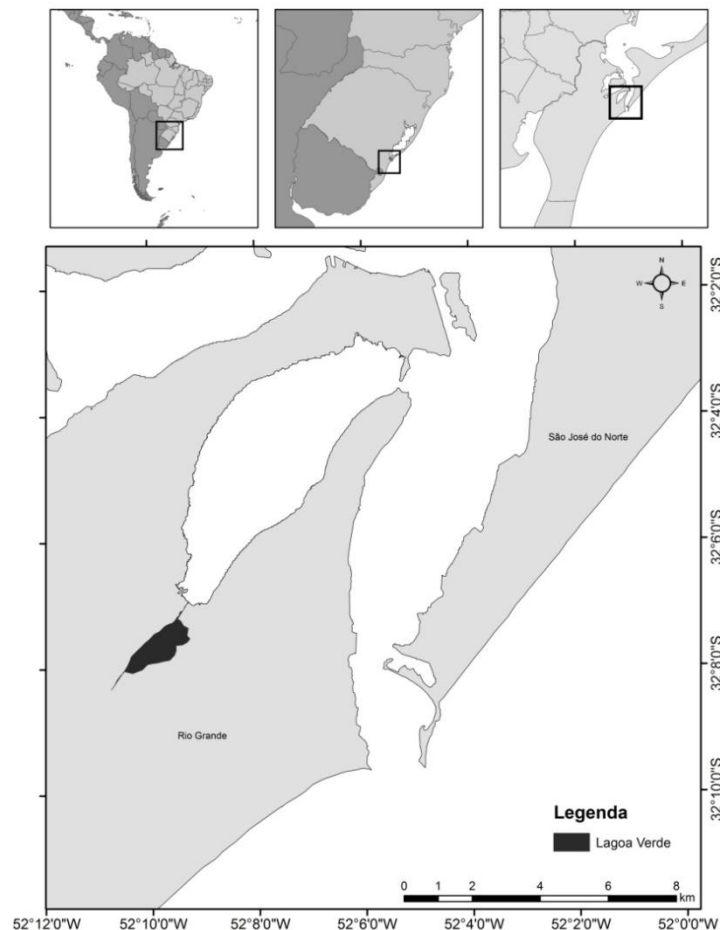 N
W E
S
32°2'0"S
32°4'0"S
São José do Norte
32°6'0"S
32°8'0"S
Rio Grande
32°10'0"S
Legenda
Lagoa Verde
0 1 2 4 6 8
km
52°12'0"W 52°10'0"W 52°8'0"W 52°6'0"W 52°4'0"W 52°2'0"W 52°0'0"W